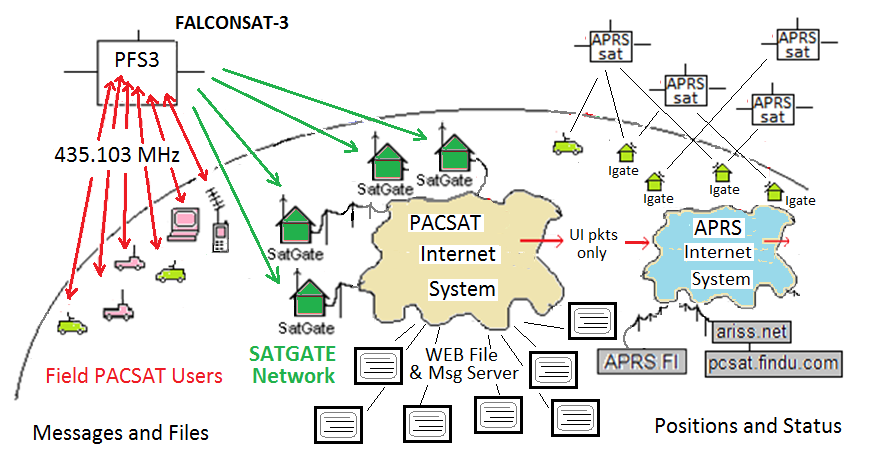 FALCONSAT-3
PFS3
435.103 MHz
APRS
sat
APRS
sat
APRS
sat
APRS
sat
SatGate
SatGate
SatGate
SatGate
Igate
Igate
Igate
Igate
PACSAT
Internet
System
UI pkts
only
APRS
Internet
System
ariss.net
APRS FI
pcsat.findu.com
SATGATE
Network
WEB File
& Msg Server
Field PACSAT Users
Messages and Files
Positions and Status